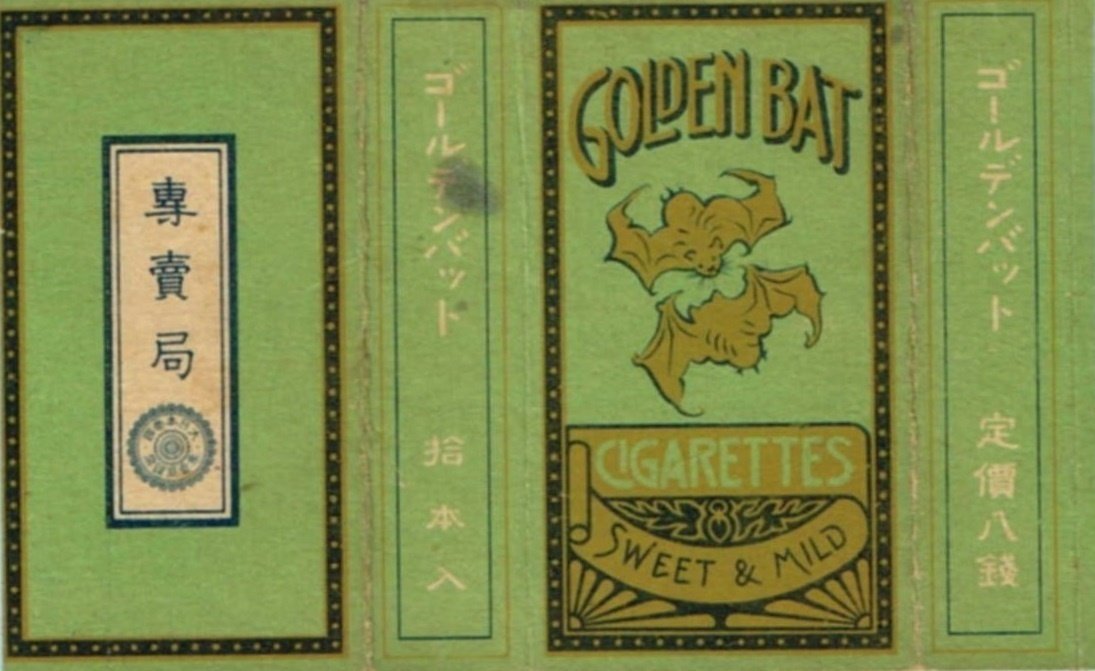 專賣局
ゴールデンバット
拾本入
GOLDEN BAT
CIGARETTES
SWEET & MILD
ゴールデンバット
定價八錢